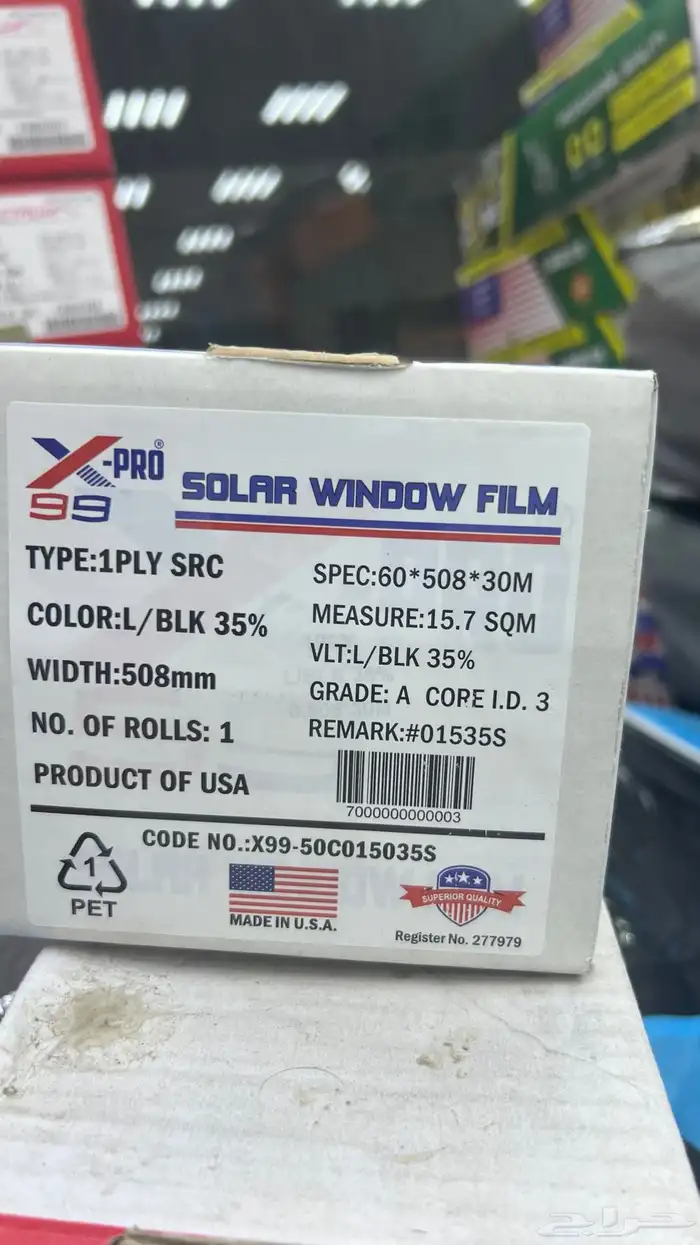 X-PRO®
99
SOLAR WINDOW FILM
TYPE:1PLY SRC
COLOR:L/BLK 35%
WIDTH:508mm
NO. OF ROLLS: 1
PRODUCT OF USA
SPEC:60*508*30M
MEASURE:15.7 SQM
VLT:L/BLK 35%
GRADE: A CORE I.D. 3
REMARK:#01535S
7000000000003
CODE NO.:X99-50C015035S
1
PET
MADE IN U.S.A.
SUPERIOR QUALITY
Register No. 277979
حراج